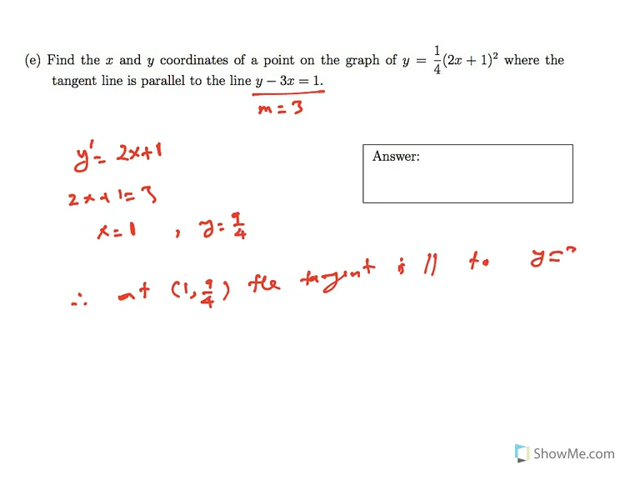 (e) Find the x and y coordinates of a point on the graph of y = 1/4(2x + 1)² where the
tangent line is parallel to the line y − 3x = 1.
m = 3
y' = 2x+1
Answer:
2x+1=3
x=1 , y=9/4
∴ at (1, 9/4) the tangent is // to y=
ShowMe.com